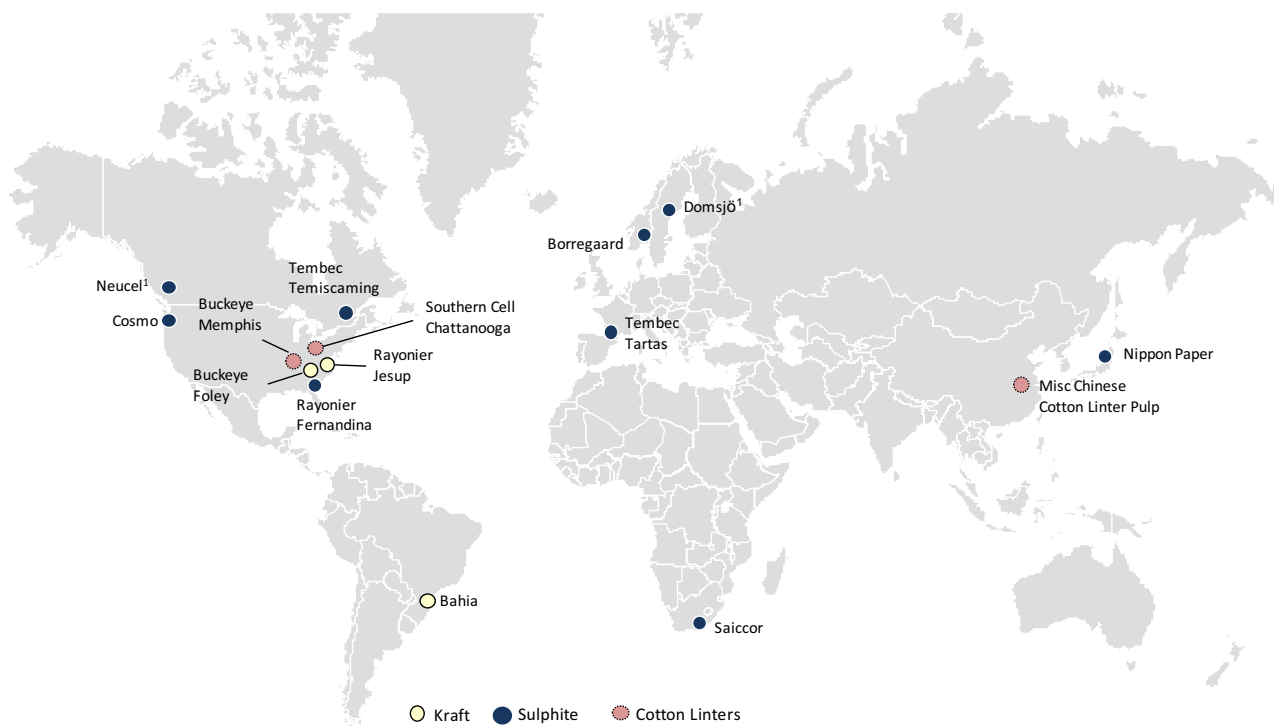 Domsjö¹
Borregaard
Tembec
Temiscaming
Neucel¹
Buckeye
Memphis
Southern Cell
Chattanooga
Cosmo
Tembec
Tartas
Rayonier
Jesup
Nippon Paper
Buckeye
Foley
Misc Chinese
Cotton Linter Pulp
Rayonier
Fernandina
Bahia
Saiccor
Kraft
Sulphite
Cotton Linters